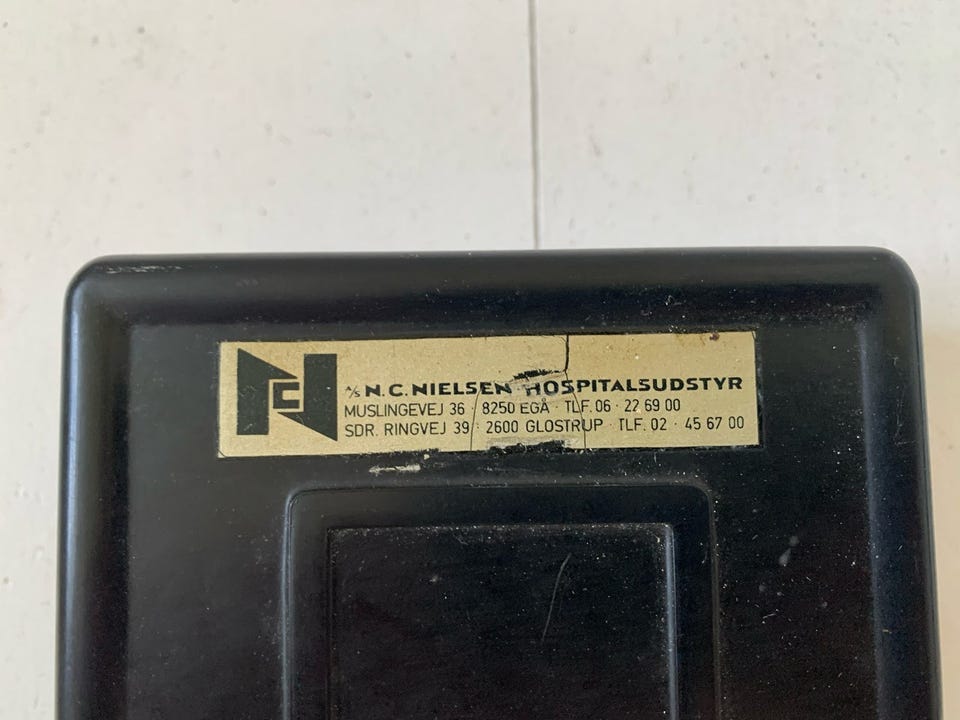 NC
A/S N.C. NIELSEN HOSPITALSUDSTYR
MUSLINGEVEJ 36 · 8250 EGÅ · TLF. 06 · 22 69 00
SDR. RINGVEJ 39 · 2600 GLOSTRUP · TLF. 02 · 45 67 00